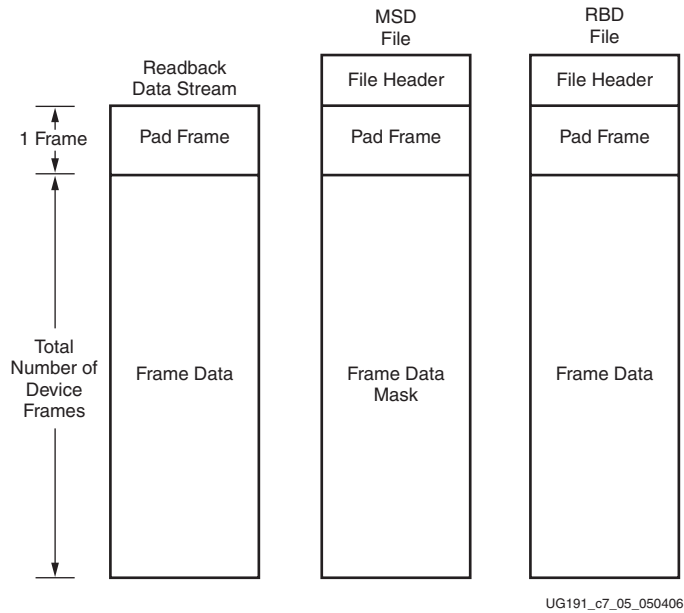 MSD
File
RBD
File
Readback
Data Stream
File Header
File Header
1 Frame
Pad Frame
Pad Frame
Pad Frame
Total
Number of
Device
Frames
Frame Data
Frame Data
Mask
Frame Data
UG191_c7_05_050406